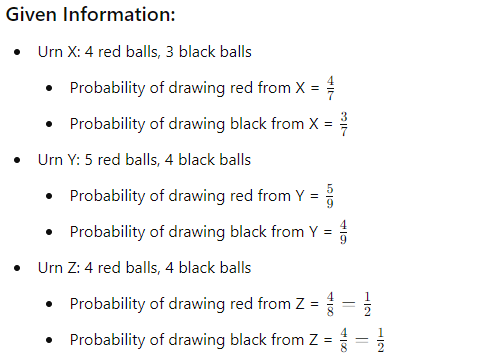 Given Information:
• Urn X: 4 red balls, 3 black balls
• Probability of drawing red from X = 4/7
• Probability of drawing black from X = 3/7
• Urn Y: 5 red balls, 4 black balls
• Probability of drawing red from Y = 5/9
• Probability of drawing black from Y = 4/9
• Urn Z: 4 red balls, 4 black balls
• Probability of drawing red from Z = 4/8 = 1/2
• Probability of drawing black from Z = 4/8 = 1/2